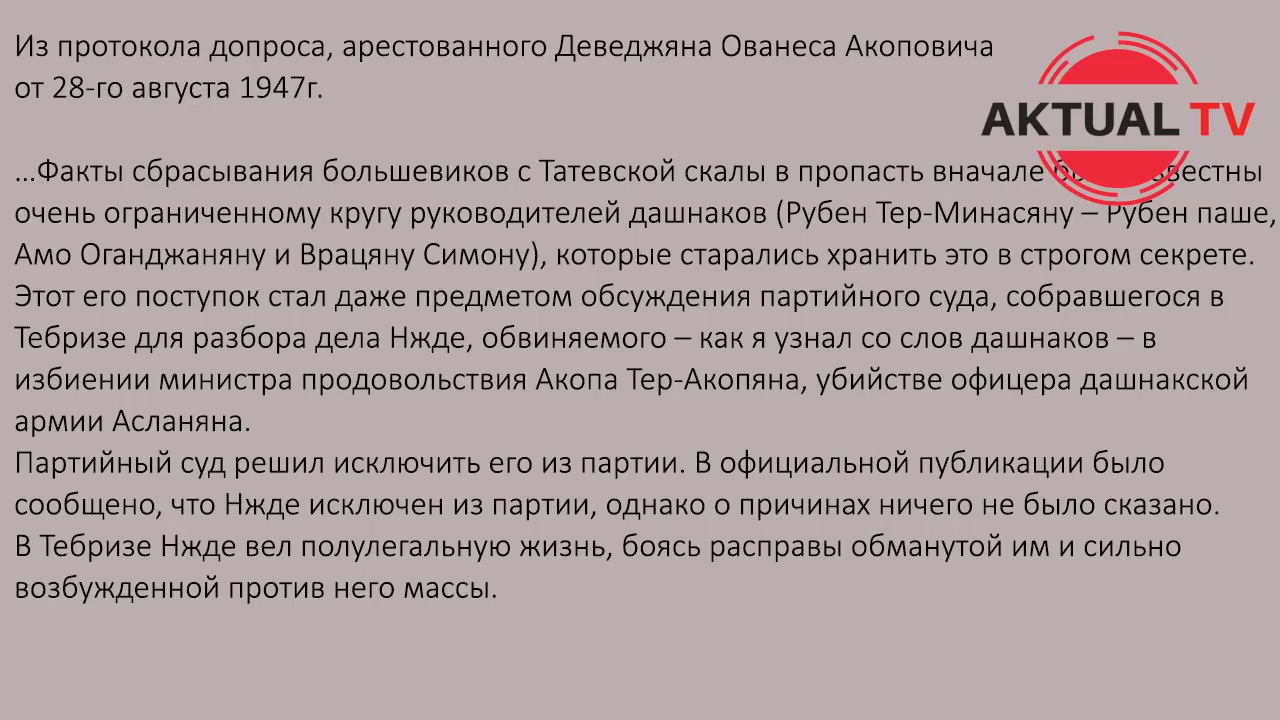 Из протокола допроса, арестованного Деведжяна Ованеса Акоповича
от 28-го августа 1947г.
AKTUAL TV
...Факты сбрасывания большевиков с Татевской скалы в пропасть вначале
очень ограниченному кругу руководителей дашнаков (Рубен Тер-Минасяну – Рубен паше,
Амо Оганджаняну и Врацяну Симону), которые старались хранить это в строгом секрете.
Этот его поступок стал даже предметом обсуждения партийного суда, собравшегося в
Тебризе для разбора дела Нжде, обвиняемого – как я узнал со слов дашнаков – в
избиении министра продовольствия Акопа Тер-Акопяна, убийстве офицера дашнакской
армии Асланяна.
Партийный суд решил исключить его из партии. В официальной публикации было
сообщено, что Нжде исключен из партии, однако о причинах ничего не было сказано.
В Тебризе Нжде вел полулегальную жизнь, боясь расправы обманутой им и сильно
возбужденной против него массы.